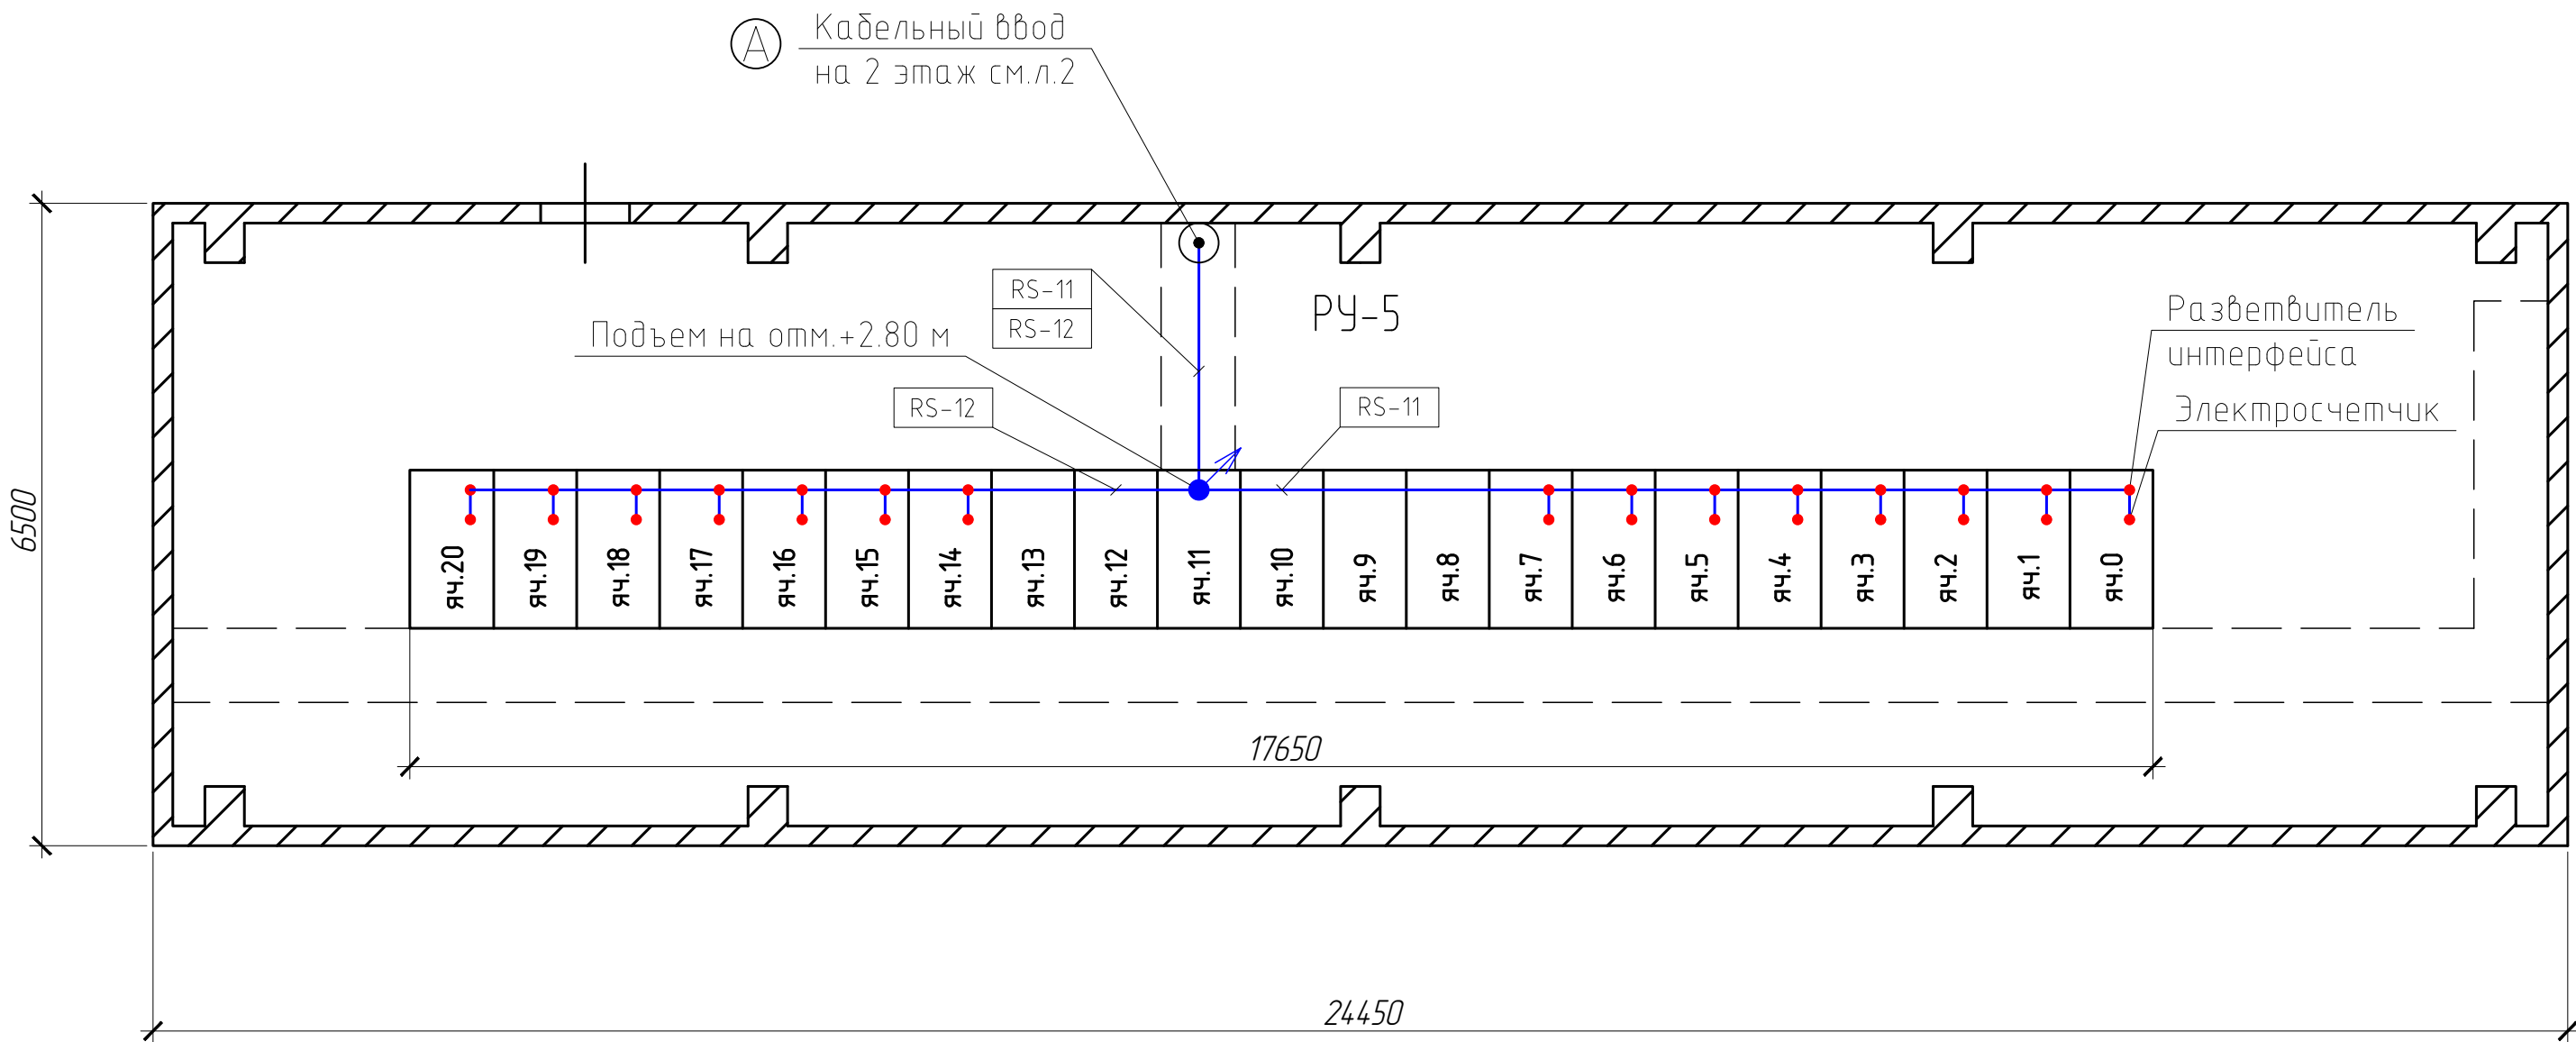 А
Кабельный ввод
на 2 этаж см.л.2
RS-11
RS-12
РУ-5
Подъем на отм.+2.80 м
Разветвитель
интерфейса
RS-12
RS-11
Электросчетчик
6500
яч.20
яч.19
яч.18
яч.17
яч.16
яч.15
яч.14
яч.13
яч.12
яч.11
яч.10
яч.9
яч.8
яч.7
яч.6
яч.5
яч.4
яч.3
яч.2
яч.1
яч.0
17650
24450